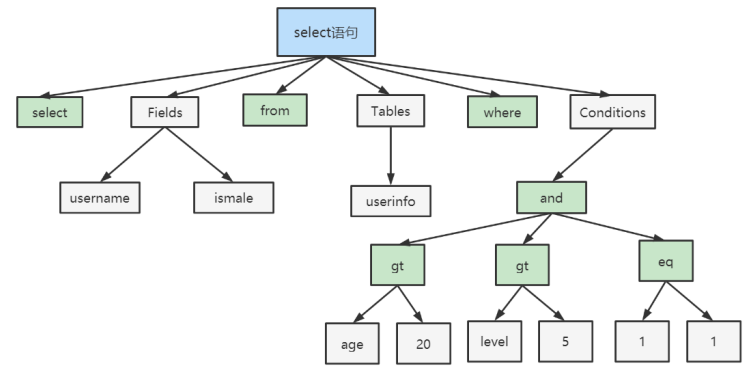 select语句
select
Fields
from
Tables
where
Conditions
username
ismale
userinfo
and
gt
gt
eq
age
20
level
5
1
1